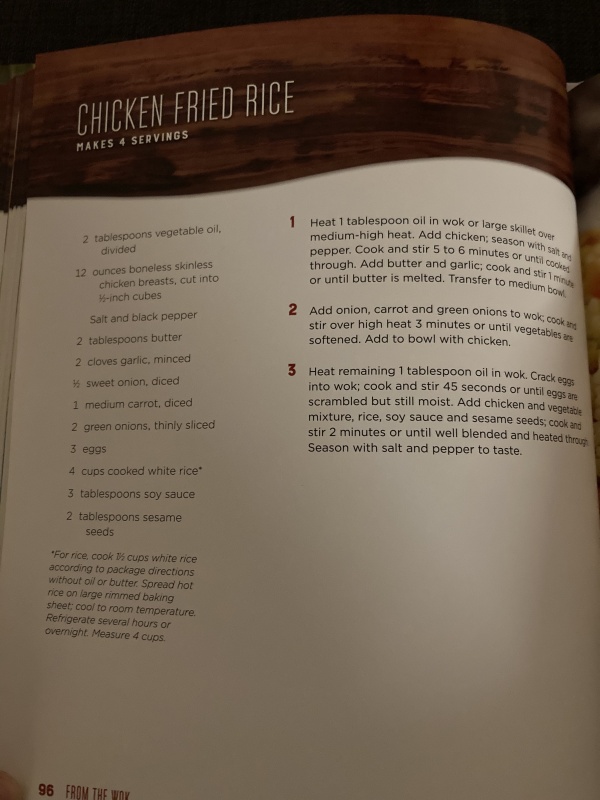 CHICKEN FRIED RICE
MAKES 4 SERVINGS
2 tablespoons vegetable oil,
divided
12 ounces boneless skinless
chicken breasts, cut into
½-inch cubes
Salt and black pepper
2 tablespoons butter
2 cloves garlic, minced
½ sweet onion, diced
1 medium carrot, diced
2 green onions, thinly sliced
3 eggs
4 cups cooked white rice*
3 tablespoons soy sauce
2 tablespoons sesame
seeds
*For rice, cook 1½ cups white rice
according to package directions
without oil or butter. Spread hot
rice on large rimmed baking
sheet; cool to room temperature.
Refrigerate several hours or
overnight. Measure 4 cups.
1 Heat 1 tablespoon oil in wok or large skillet over
medium-high heat. Add chicken; season with salt and
pepper. Cook and stir 5 to 6 minutes or until cooked
through. Add butter and garlic; cook and stir 1 minute
or until butter is melted. Transfer to medium bowl.
2 Add onion, carrot and green onions to wok; cook and
stir over high heat 3 minutes or until vegetables are
softened. Add to bowl with chicken.
3 Heat remaining 1 tablespoon oil in wok. Crack eggs
into wok; cook and stir 45 seconds or until eggs are
scrambled but still moist. Add chicken and vegetable
mixture, rice, soy sauce and sesame seeds; cook and
stir 2 minutes or until well blended and heated through.
Season with salt and pepper to taste.
96 FROM THE WOK